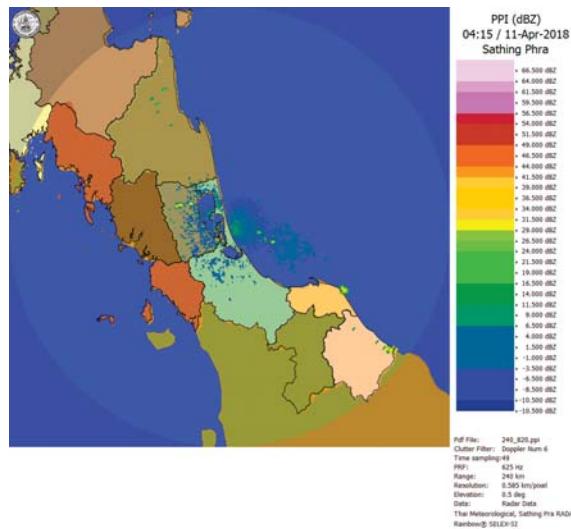 PPI (dBZ)
04:15 / 11-Apr-2018
Sathing Phra
66.500 dBZ
64.000 dBZ
61.500 dBZ
59.500 dBZ
56.500 dBZ
54.000 dBZ
51.500 dBZ
49.000 dBZ
46.500 dBZ
44.000 dBZ
41.500 dBZ
39.000 dBZ
36.500 dBZ
34.000 dBZ
31.500 dBZ
29.000 dBZ
26.500 dBZ
24.000 dBZ
21.500 dBZ
19.000 dBZ
16.500 dBZ
14.000 dBZ
11.500 dBZ
9.000 dBZ
6.500 dBZ
4.000 dBZ
1.500 dBZ
-1.000 dBZ
-3.500 dBZ
-6.500 dBZ
-8.500 dBZ
-10.500 dBZ
-10.500 dBZ
Pdf File: 240_820.ppi
Clutter Filter: Doppler Num 6
Time sampling:49
PRF: 625 Hz
Range: 240 km
Resolution: 0.585 km/pixel
Elevation: 0.5 deg
Data: Radar Data
Thai Meteorological, Sathing Pra RADA
Rainbow® SELEX-SI